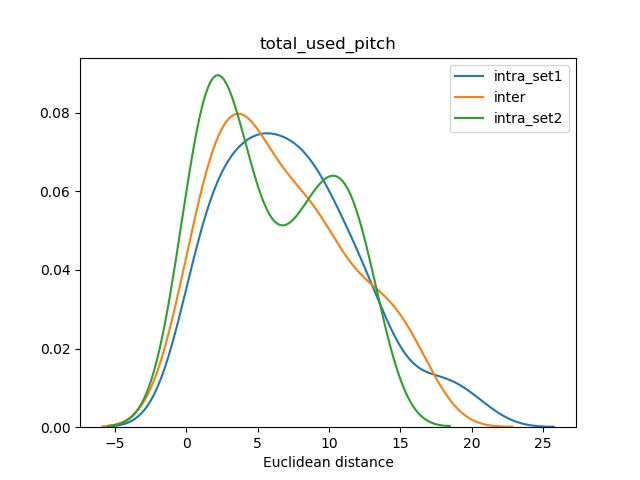 total_used_pitch
intra_set1
inter
intra_set2
0.08
0.06
0.04
0.02
0.00
−5 0 5 10 15 20 25
Euclidean distance